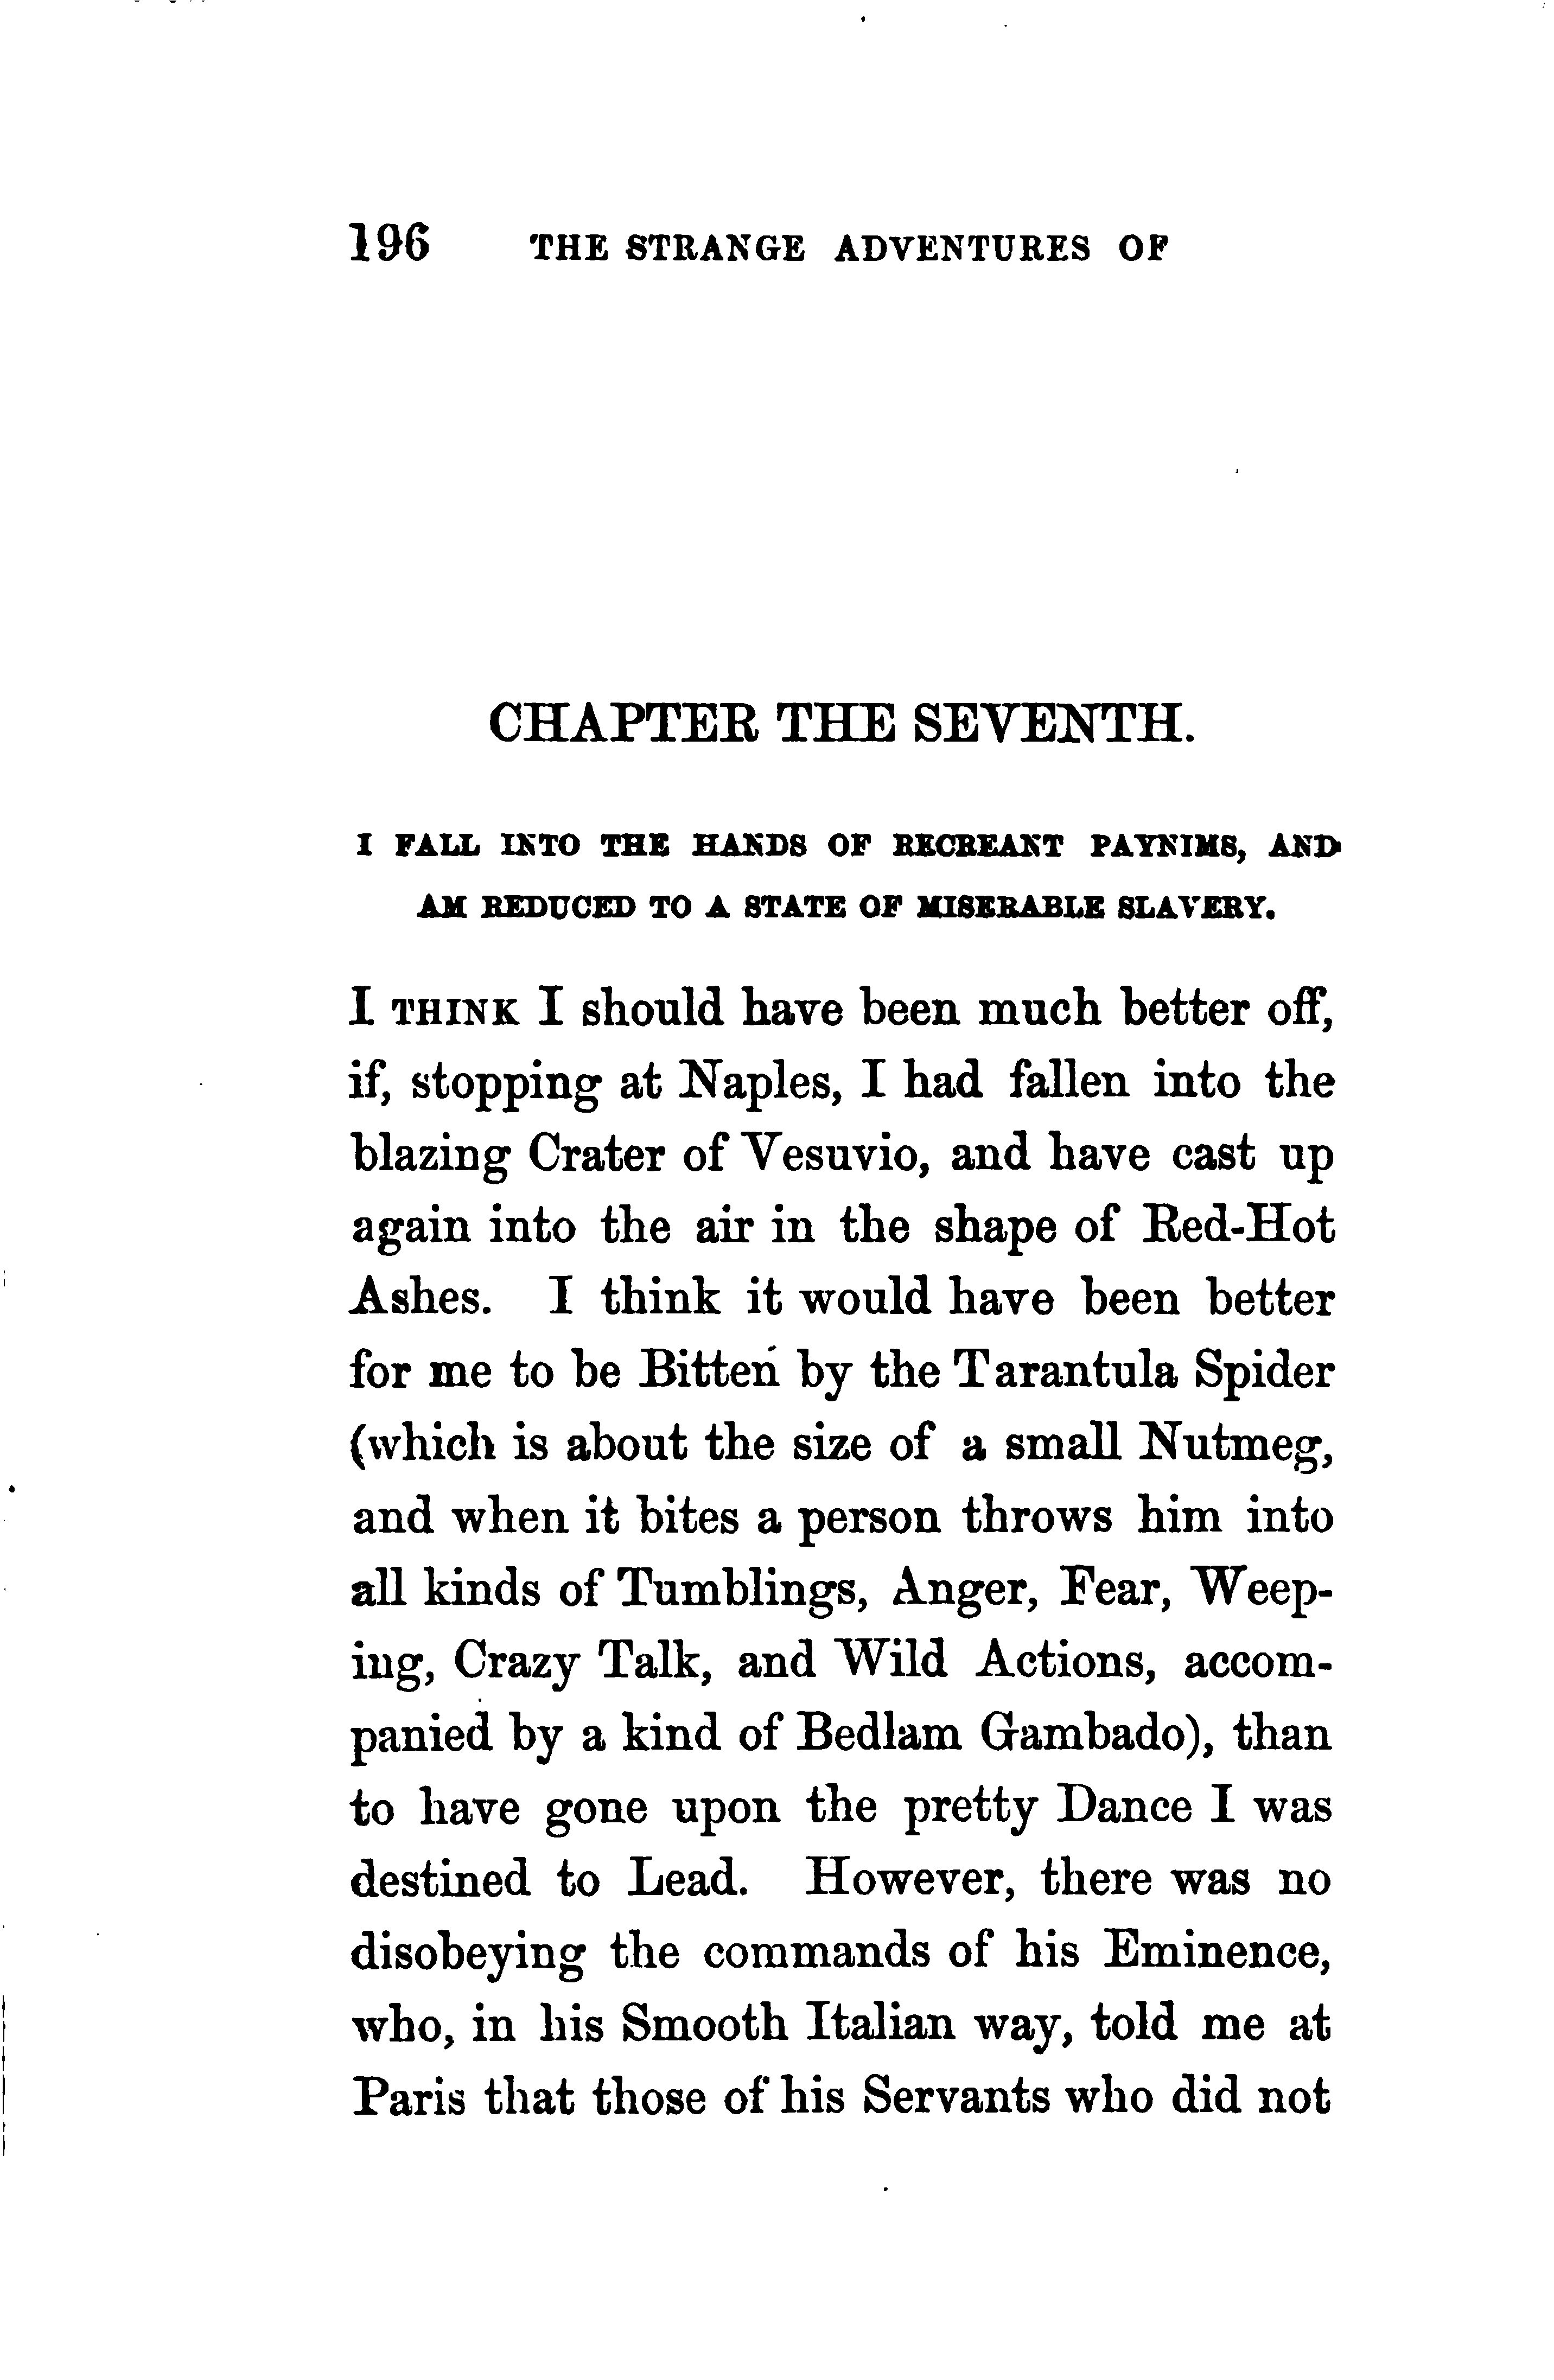 196 THE STRANGE ADVENTURES OF
CHAPTER THE SEVENTH.
I FALL INTO THE HANDS OF RECREANT PAYNIMS, AND
AM REDUCED TO A STATE OF MISERABLE SLAVERY.
I THINK I should have been much better off,
if, stopping at Naples, I had fallen into the
blazing Crater of Vesuvio, and have cast up
again into the air in the shape of Red-Hot
Ashes. I think it would have been better
for me to be Bitten by the Tarantula Spider
(which is about the size of a small Nutmeg,
and when it bites a person throws him into
all kinds of Tumblings, Anger, Fear, Weep-
ing, Crazy Talk, and Wild Actions, accom-
panied by a kind of Bedlam Gambado), than
to have gone upon the pretty Dance I was
destined to Lead. However, there was no
disobeying the commands of his Eminence,
who, in his Smooth Italian way, told me at
Paris that those of his Servants who did not